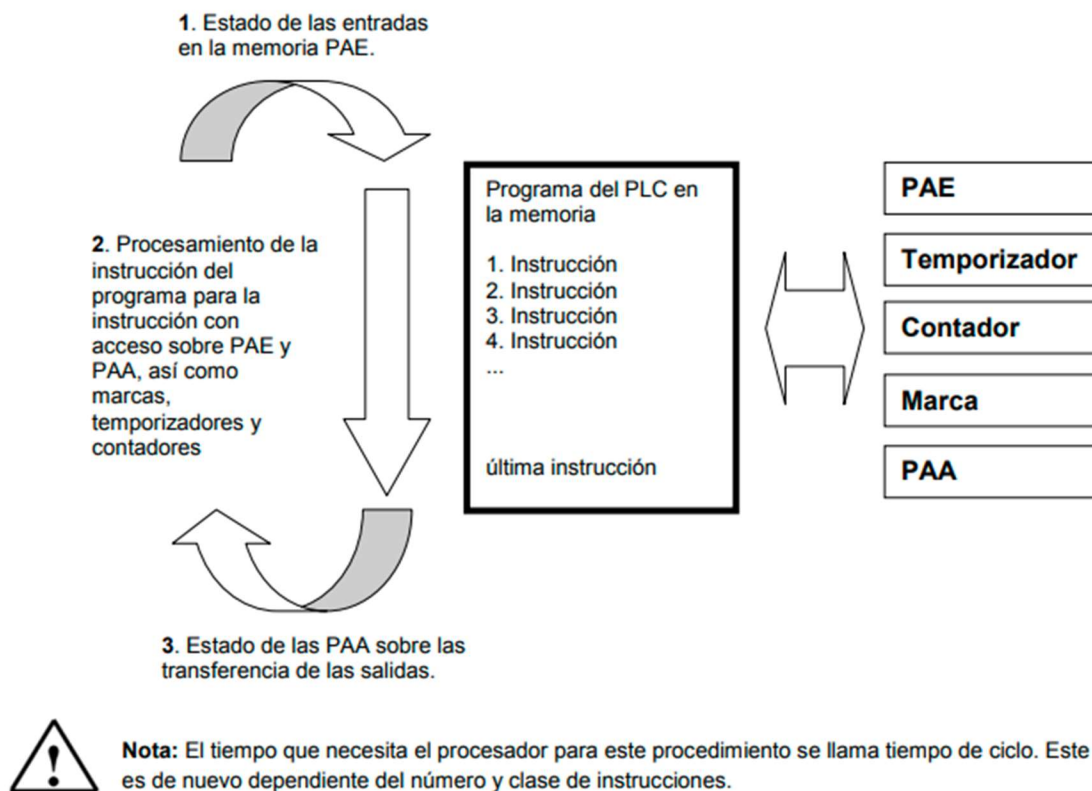 1. Estado de las entradas
en la memoria PAE.
2. Procesamiento de la
instrucción del
programa para la
instrucción con
acceso sobre PAE y
PAA, así como
marcas,
temporizadores y
contadores
Programa del PLC en
la memoria
1. Instrucción
2. Instrucción
3. Instrucción
4. Instrucción
...
última instrucción
PAE
Temporizador
Contador
Marca
PAA
3. Estado de las PAA sobre las
transferencia de las salidas.
!
Nota: El tiempo que necesita el procesador para este procedimiento se llama tiempo de ciclo. Este
es de nuevo dependiente del número y clase de instrucciones.